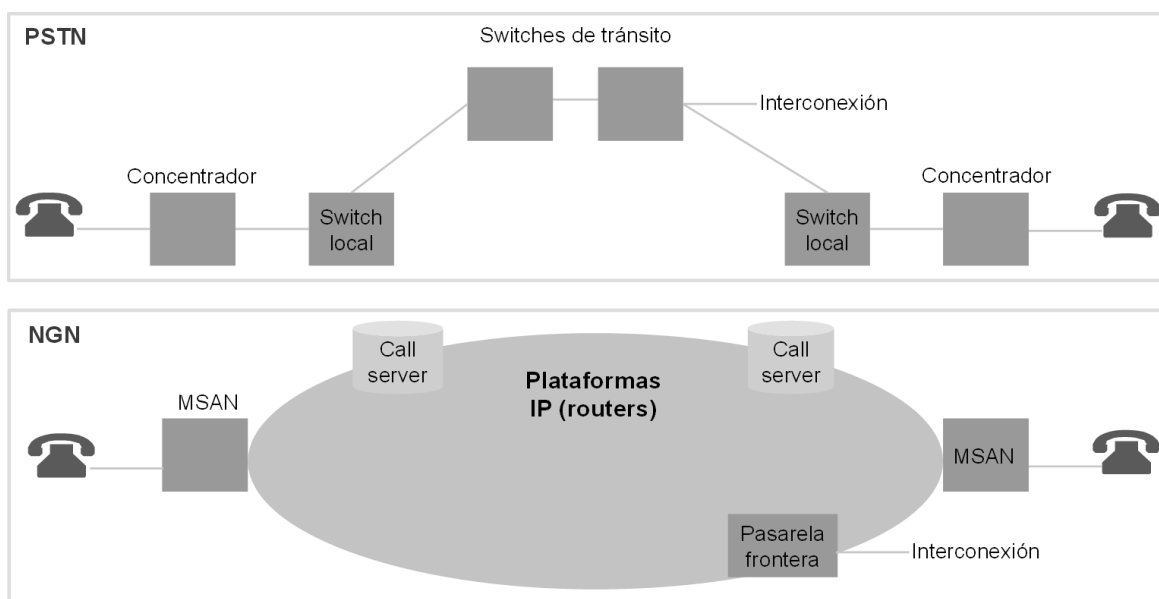 PSTN
Switches de tránsito
Interconexión
Concentrador
Concentrador
Switch
local
Switch
local
NGN
Call
server
Call
server
Plataformas
IP (routers)
MSAN
MSAN
Pasarela
frontera
Interconexión